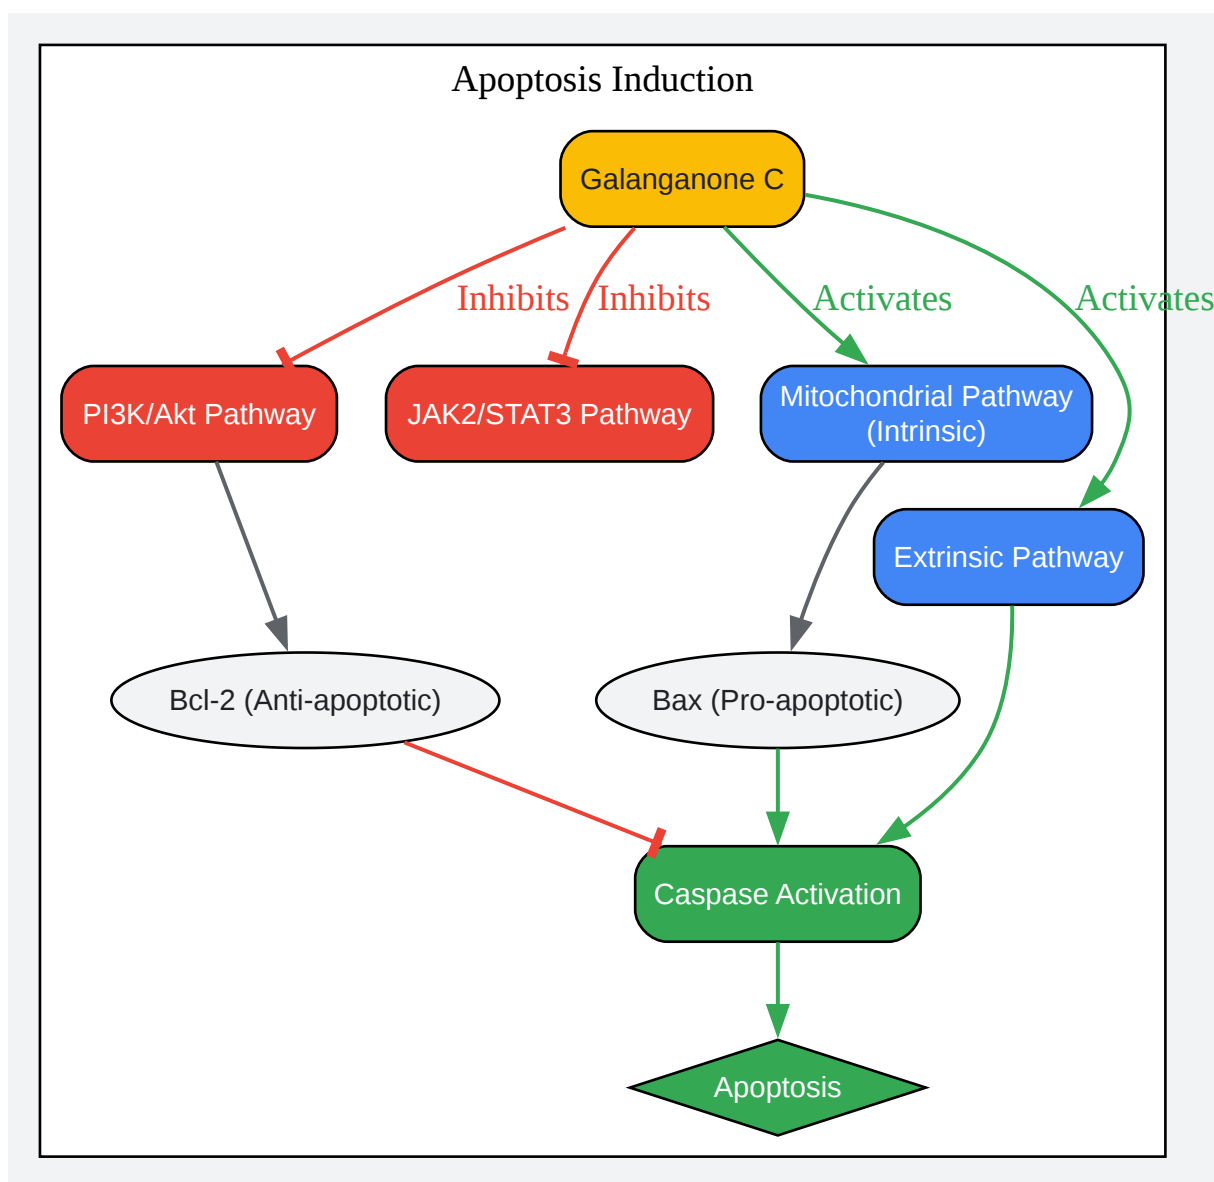 Apoptosis Induction
Galanganone C
Inhibits
Inhibits
Activates
Activates
PI3K/Akt Pathway
JAK2/STAT3 Pathway
Mitochondrial Pathway
(Intrinsic)
Extrinsic Pathway
Bcl-2 (Anti-apoptotic)
Bax (Pro-apoptotic)
Caspase Activation
Apoptosis